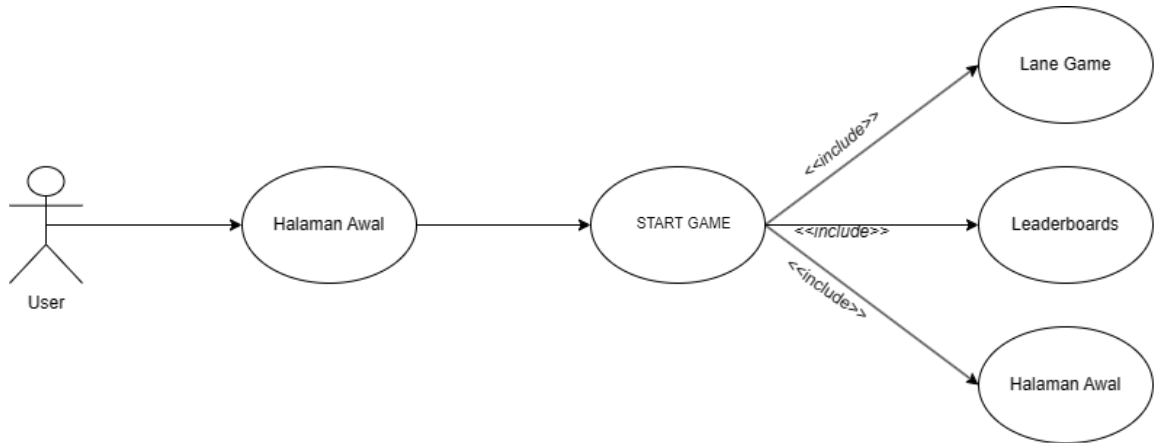 Lane Game
<<include>>
Halaman Awal
START GAME
<<include>>
Leaderboards
<<include>>
User
Halaman Awal